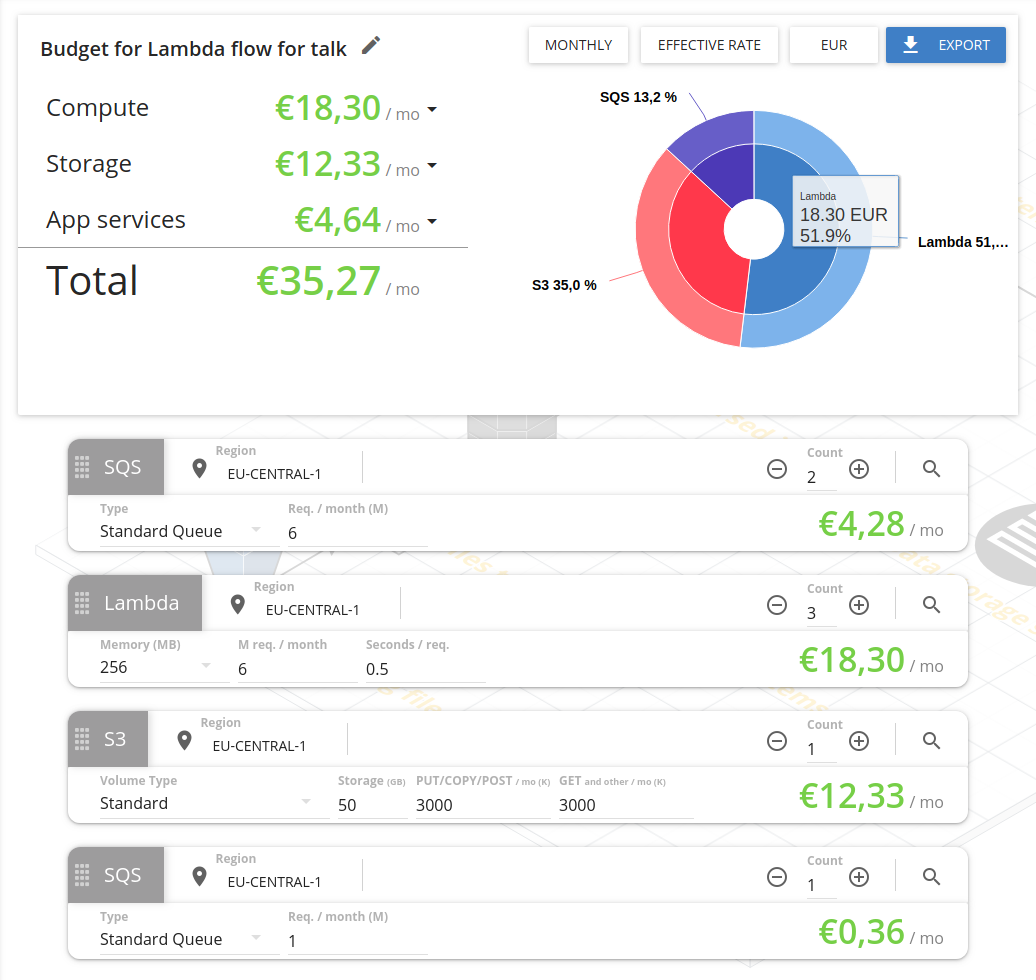 Budget for Lambda flow for talk
MONTHLY
EFFECTIVE RATE
EUR
EXPORT
Compute €18,30 / mo
Storage €12,33 / mo
App services €4,64 / mo
Total €35,27 / mo
SQS 13,2 %
Lambda
18.30 EUR
51.9%
Lambda 51,...
S3 35,0 %
SQS
Region
EU-CENTRAL-1
Count
2
Type
Standard Queue
Req. / month (M)
6
€4,28 / mo
Lambda
Region
EU-CENTRAL-1
Count
3
Memory (MB)
256
M req. / month
6
Seconds / req.
0.5
€18,30 / mo
S3
Region
EU-CENTRAL-1
Count
1
Volume Type
Standard
Storage (GB)
50
PUT/COPY/POST / mo (K)
3000
GET and other / mo (K)
3000
€12,33 / mo
SQS
Region
EU-CENTRAL-1
Count
1
Type
Standard Queue
Req. / month (M)
1
€0,36 / mo